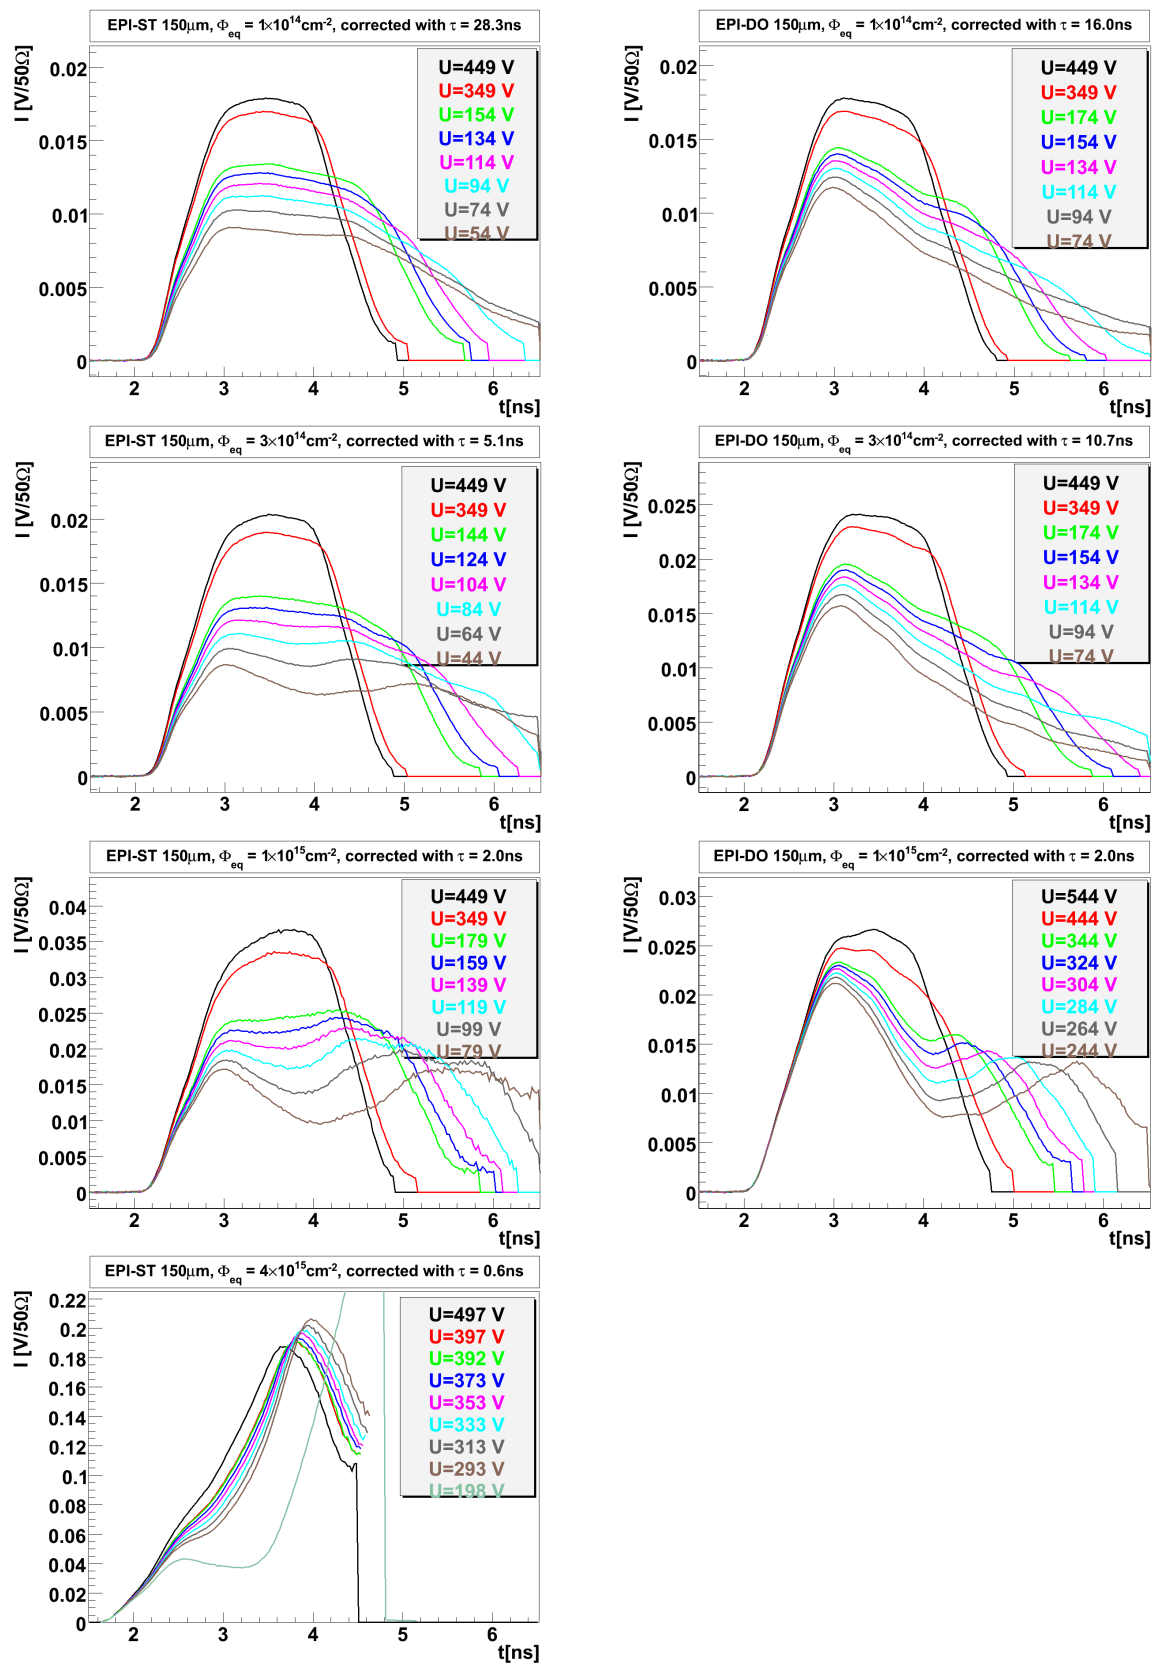 EPI-ST 150μm, Φeq = 1×10^14cm^-2, corrected with τ = 28.3ns
I [V/50Ω]
0.02
0.015
0.01
0.005
0
U=449 V
U=349 V
U=154 V
U=134 V
U=114 V
U=94 V
U=74 V
U=54 V
2 3 4 5 6
t[ns]
EPI-DO 150μm, Φeq = 1×10^14cm^-2, corrected with τ = 16.0ns
I [V/50Ω]
0.02
0.015
0.01
0.005
0
U=449 V
U=349 V
U=174 V
U=154 V
U=134 V
U=114 V
U=94 V
U=74 V
2 3 4 5 6
t[ns]
EPI-ST 150μm, Φeq = 3×10^14cm^-2, corrected with τ = 5.1ns
I [V/50Ω]
0.02
0.015
0.01
0.005
0
U=449 V
U=349 V
U=144 V
U=124 V
U=104 V
U=84 V
U=64 V
U=44 V
2 3 4 5 6
t[ns]
EPI-DO 150μm, Φeq = 3×10^14cm^-2, corrected with τ = 10.7ns
I [V/50Ω]
0.025
0.02
0.015
0.01
0.005
0
U=449 V
U=349 V
U=174 V
U=154 V
U=134 V
U=114 V
U=94 V
U=74 V
2 3 4 5 6
t[ns]
EPI-ST 150μm, Φeq = 1×10^15cm^-2, corrected with τ = 2.0ns
I [V/50Ω]
0.04
0.035
0.03
0.025
0.02
0.015
0.01
0.005
0
U=449 V
U=349 V
U=179 V
U=159 V
U=139 V
U=119 V
U=99 V
U=79 V
2 3 4 5 6
t[ns]
EPI-DO 150μm, Φeq = 1×10^15cm^-2, corrected with τ = 2.0ns
I [V/50Ω]
0.03
0.025
0.02
0.015
0.01
0.005
0
U=544 V
U=444 V
U=344 V
U=324 V
U=304 V
U=284 V
U=264 V
U=244 V
2 3 4 5 6
t[ns]
EPI-ST 150μm, Φeq = 4×10^15cm^-2, corrected with τ = 0.6ns
I [V/50Ω]
0.22
0.2
0.18
0.16
0.14
0.12
0.1
0.08
0.06
0.04
0.02
0
U=497 V
U=397 V
U=392 V
U=373 V
U=353 V
U=333 V
U=313 V
U=293 V
U=198 V
2 3 4 5 6
t[ns]